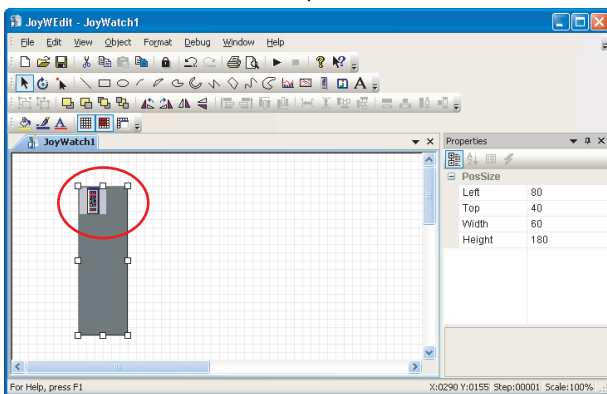 JoyWEdit - JoyWatch1
File Edit View Object Format Debug Window Help
A
A
JoyWatch1
Properties
PosSize
Left 80
Top 40
Width 60
Height 180
For Help, press F1 X:0290 Y:0155 Step:00001 Scale:100%